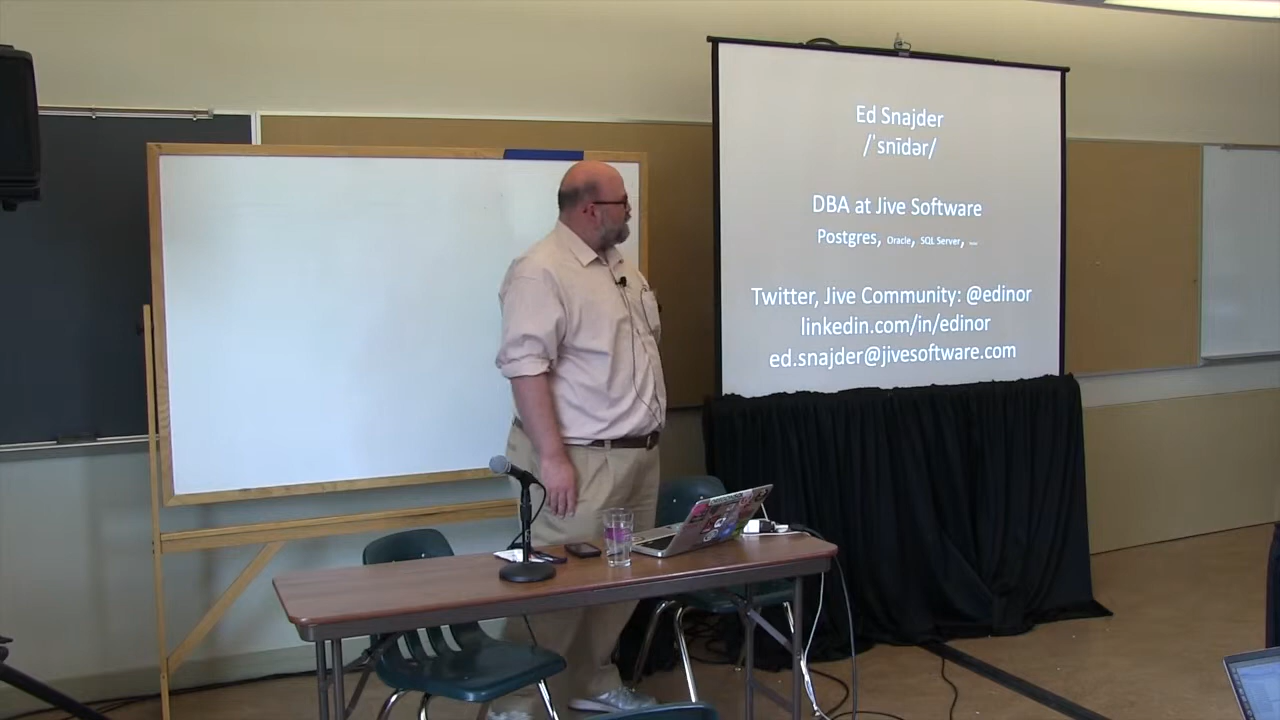 Ed Snajder
/ˈsnīdər/
DBA at Jive Software
Postgres, Oracle, SQL Server,
Twitter, Jive Community: @edinor
linkedin.com/in/edinor
ed.snajder@jivesoftware.com